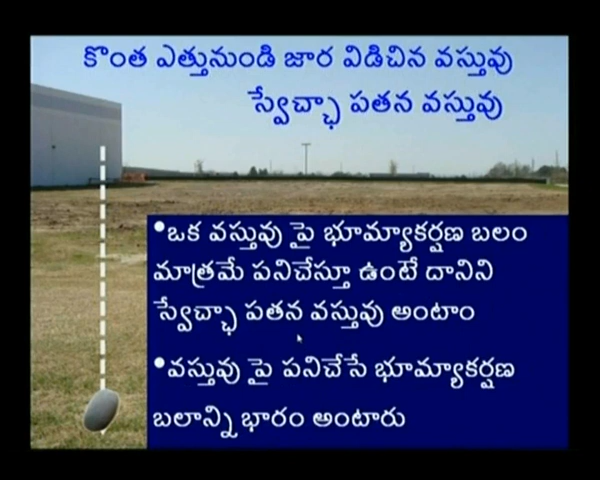 కొంత ఎత్తునుండి జార విడిచిన వస్తువు
స్వేచ్ఛా పతన వస్తువు
•ఒక వస్తువు పై భూమ్యాకర్షణ బలం
మాత్రమే పనిచేస్తూ ఉంటే దానిని
స్వేచ్ఛా పతన వస్తువు అంటాం
•వస్తువు పై పనిచేసే భూమ్యాకర్షణ
బలాన్ని భారం అంటారు